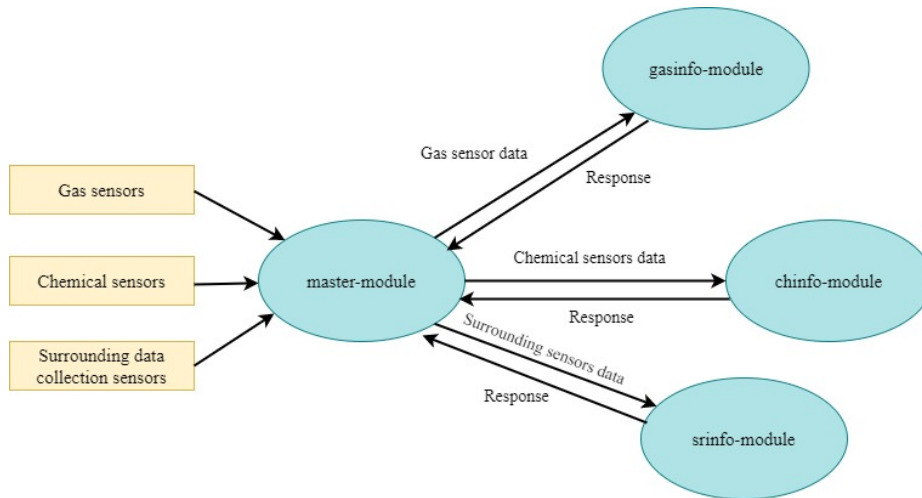 gasinfo-module
Gas sensor data
Response
Gas sensors
Chemical sensors
Surrounding data
collection sensors
master-module
Chemical sensors data
Response
chinfo-module
Surrounding sensors data
Response
srinfo-module